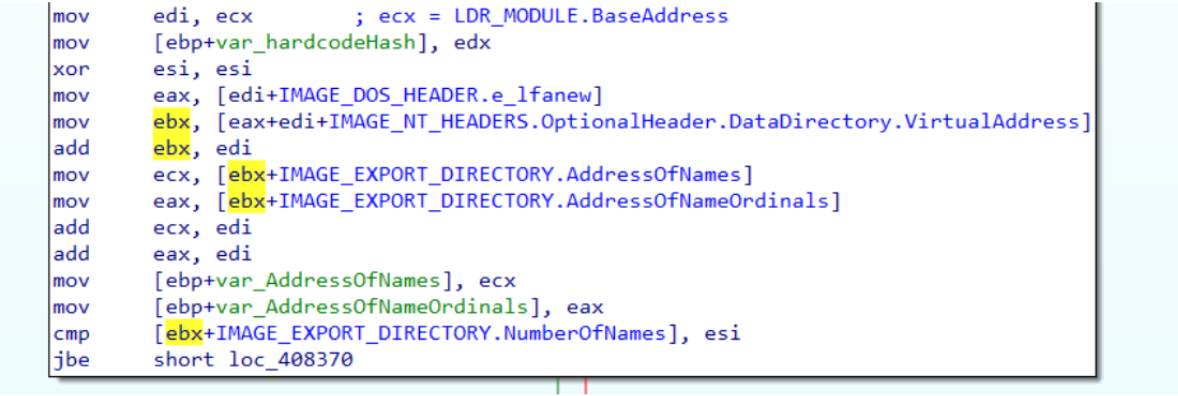 mov edi, ecx ; ecx = LDR_MODULE.BaseAddress
mov [ebp+var_hardcodeHash], edx
xor esi, esi
mov eax, [edi+IMAGE_DOS_HEADER.e_lfanew]
mov ebx, [eax+edi+IMAGE_NT_HEADERS.OptionalHeader.DataDirectory.VirtualAddress]
add ebx, edi
mov ecx, [ebx+IMAGE_EXPORT_DIRECTORY.AddressOfNames]
mov eax, [ebx+IMAGE_EXPORT_DIRECTORY.AddressOfNameOrdinals]
add ecx, edi
add eax, edi
mov [ebp+var_AddressOfNames], ecx
mov [ebp+var_AddressOfNameOrdinals], eax
cmp [ebx+IMAGE_EXPORT_DIRECTORY.NumberOfNames], esi
jbe short loc_408370